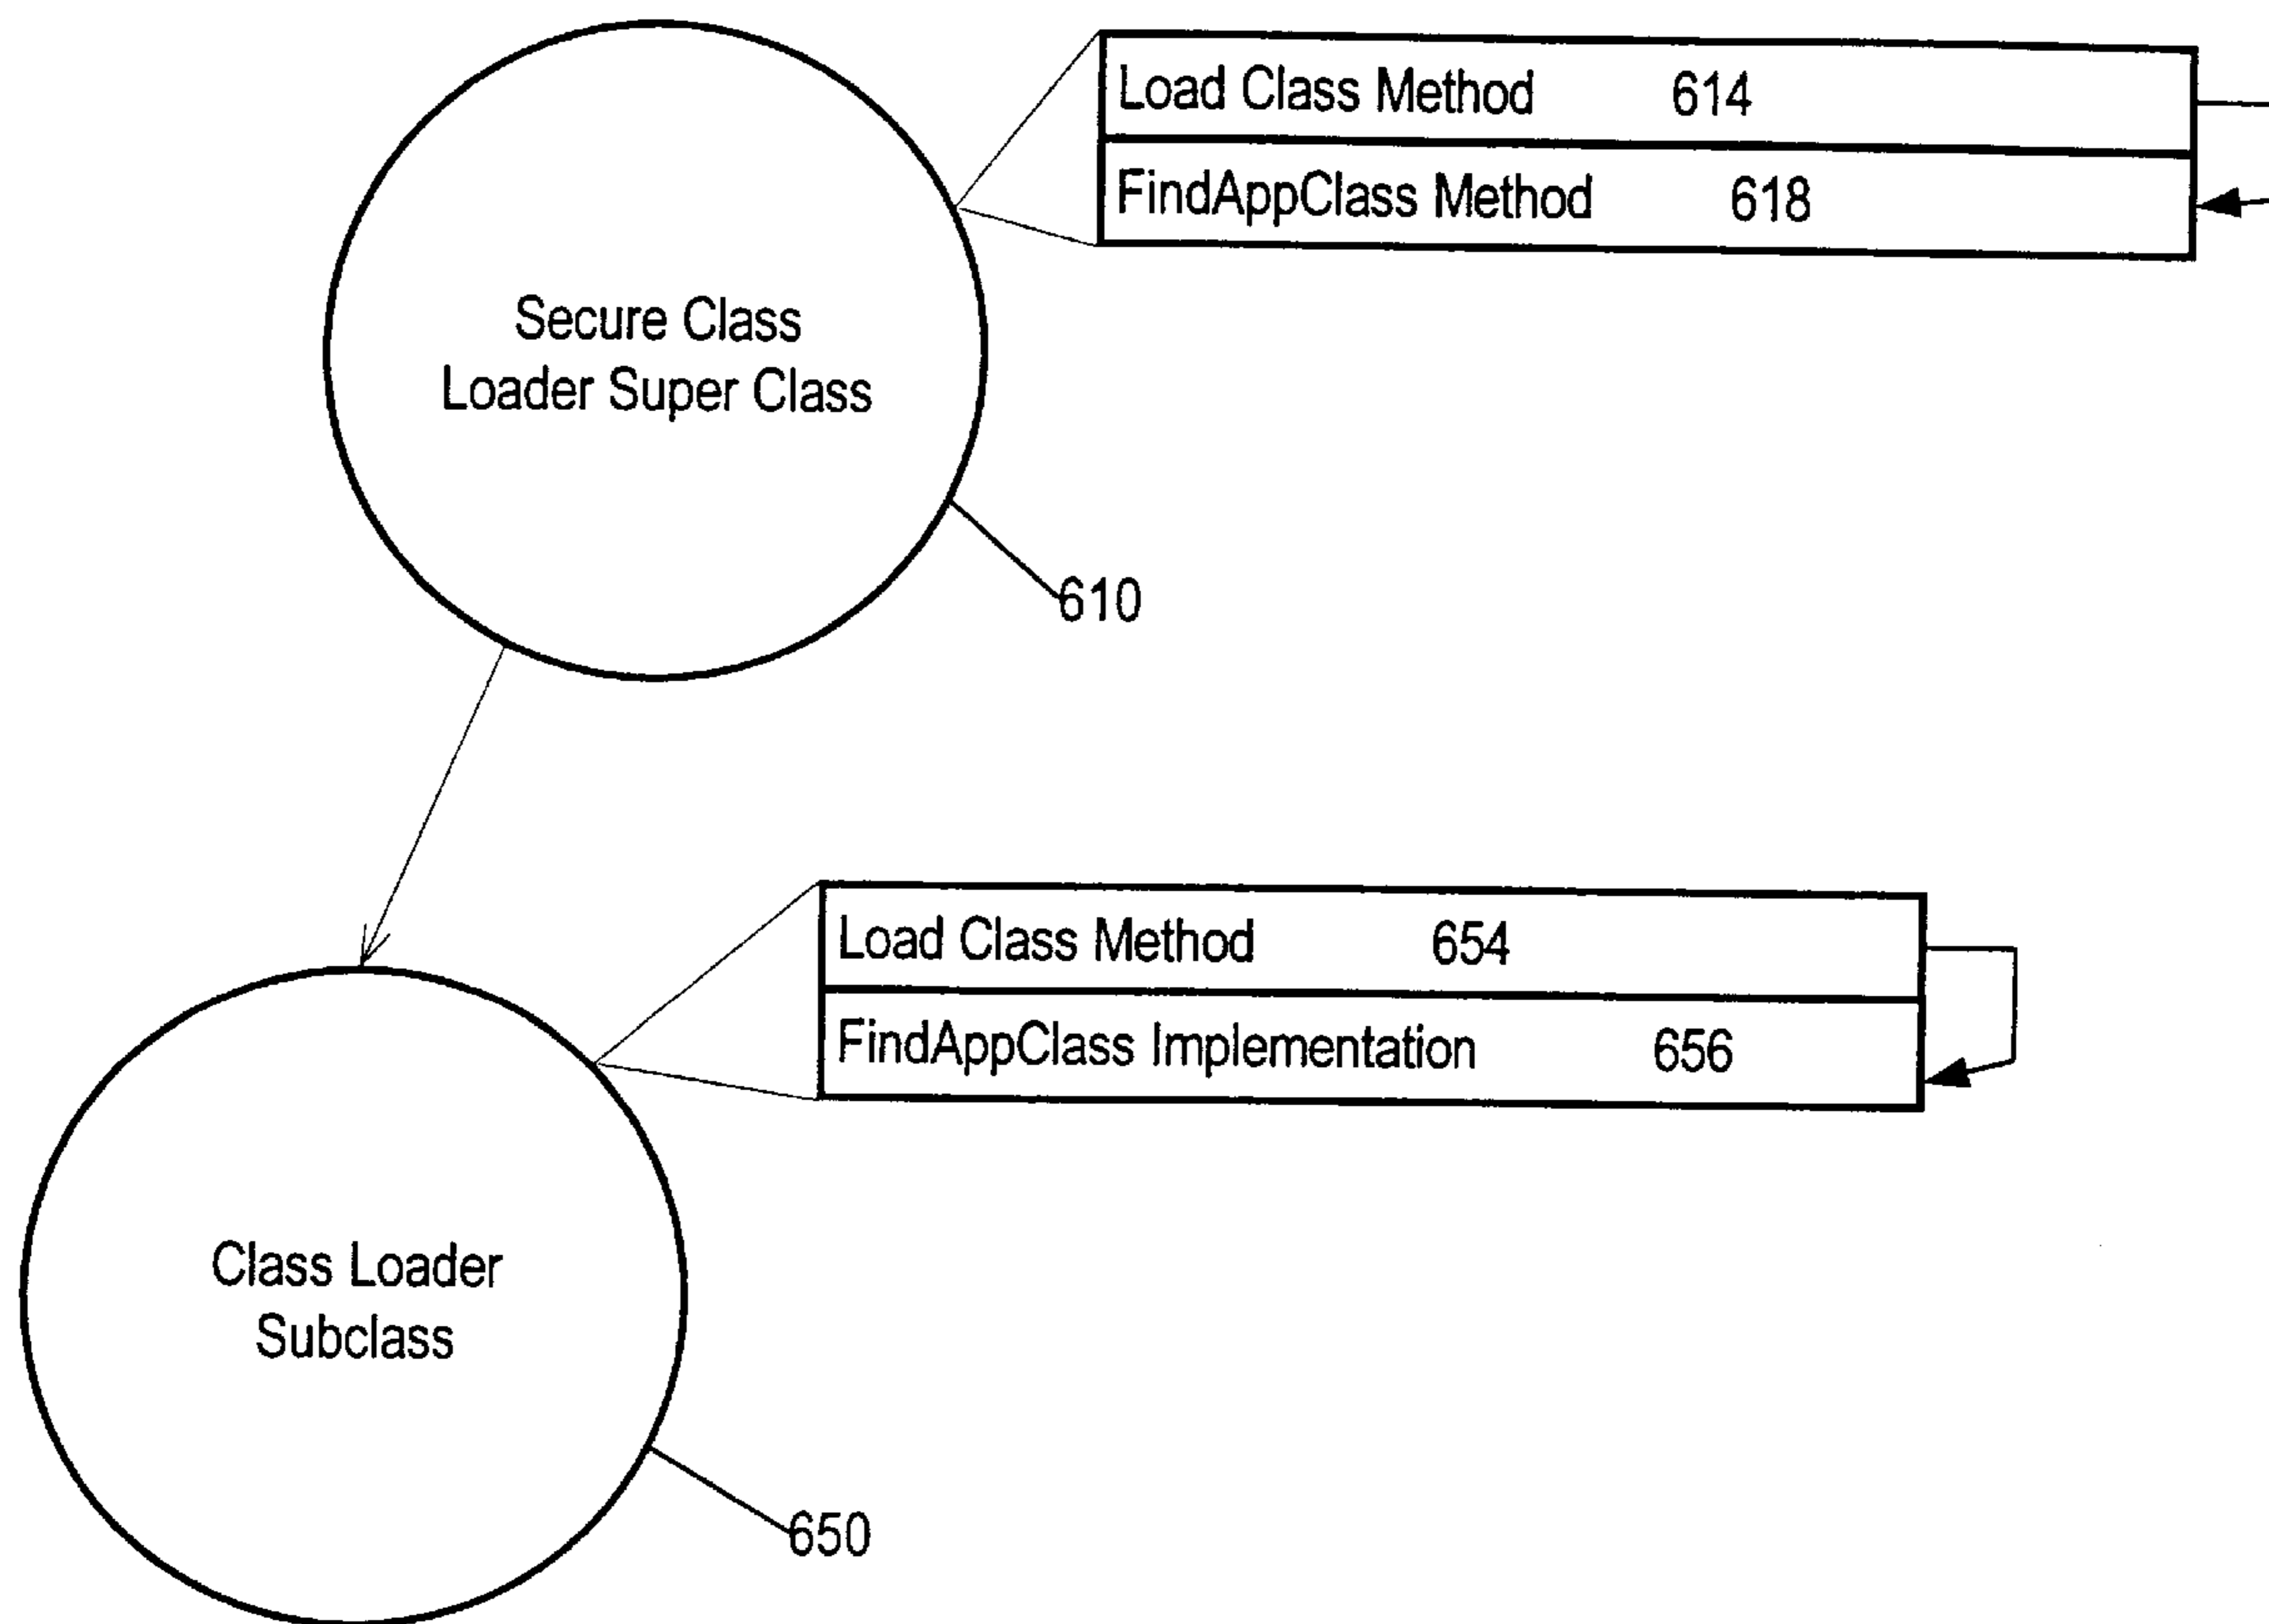 Load Class Method 614
FindAppClass Method 618
Secure Class
Loader Super Class
610
Load Class Method 654
FindAppClass Implementation 656
Class Loader
Subclass
650